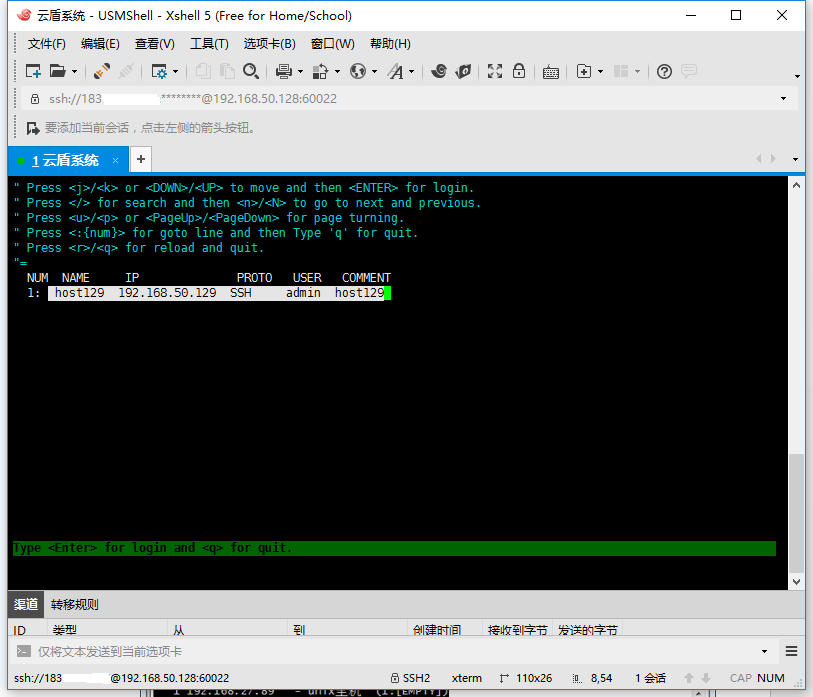 云盾系统 - USMShell - Xshell 5 (Free for Home/School)
文件(F) 编辑(E) 查看(V) 工具(T) 选项卡(B) 窗口(W) 帮助(H)
ssh://183 ********@192.168.50.128:60022
要添加当前会话，点击左侧的箭头按钮。
1 云盾系统 × +
" Press <j>/<k> or <DOWN>/<UP> to move and then <ENTER> for login.
" Press </> for search and then <n>/<N> to go to next and previous.
" Press <u>/<p> or <PageUp>/<PageDown> for page turning.
" Press <:{num}> for goto line and then Type 'q' for quit.
" Press <r>/<q> for reload and quit.
"=
NUM NAME IP PROTO USER COMMENT
1: host129 192.168.50.129 SSH admin host129
Type <Enter> for login and <q> for quit.
渠道 转移规则
ID 类型 从 到 创建时间 接收到字节 发送的字节
仅将文本发送到当前选项卡
ssh://183 @192.168.50.128:60022 SSH2 xterm 110x26 8,54 1 会话 CAP NUM
1 192.168.27.89 - unix主机 (1:[EMPTY])